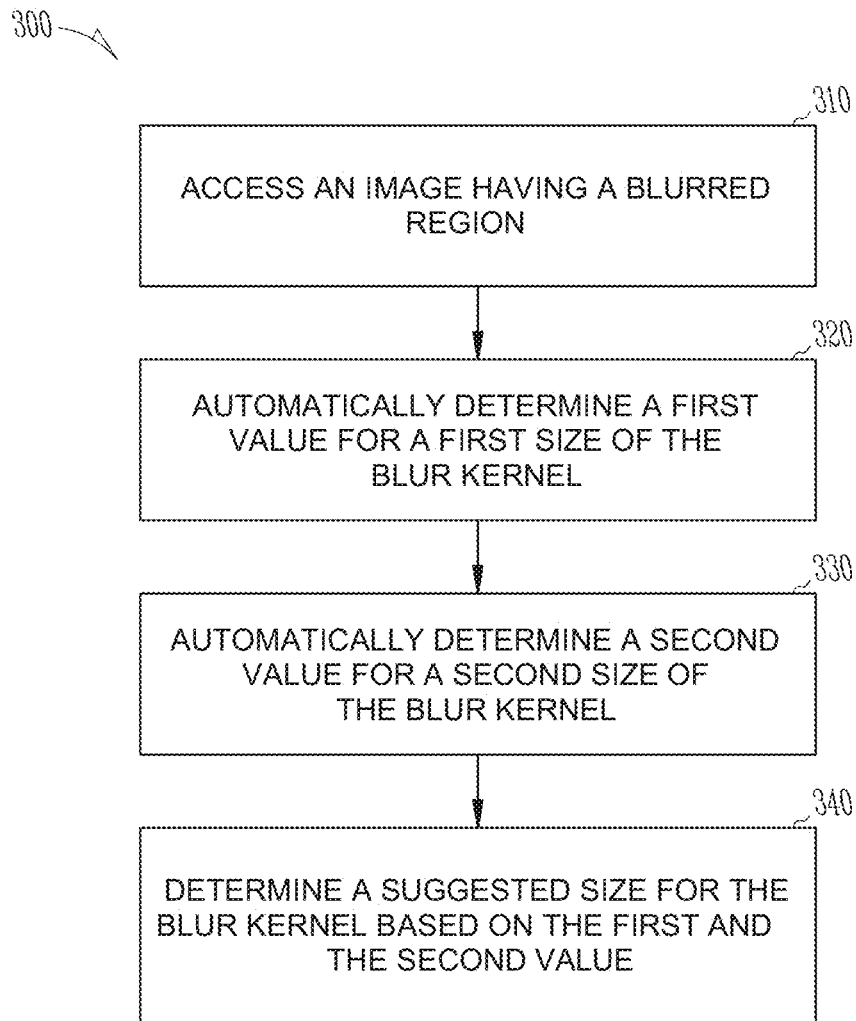 300
310
ACCESS AN IMAGE HAVING A BLURRED
REGION
320
AUTOMATICALLY DETERMINE A FIRST
VALUE FOR A FIRST SIZE OF THE
BLUR KERNEL
330
AUTOMATICALLY DETERMINE A SECOND
VALUE FOR A SECOND SIZE OF
THE BLUR KERNEL
340
DETERMINE A SUGGESTED SIZE FOR THE
BLUR KERNEL BASED ON THE FIRST AND
THE SECOND VALUE